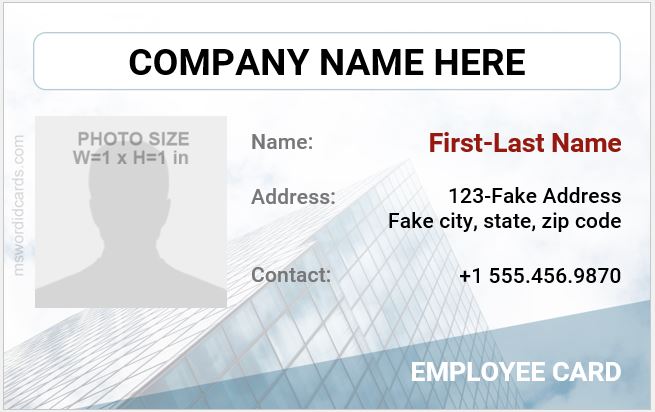 COMPANY NAME HERE
PHOTO SIZE
W=1 x H=1 in
mswordidcards.com
Name:
First-Last Name
Address:
123-Fake Address
Fake city, state, zip code
Contact:
+1 555.456.9870
EMPLOYEE CARD